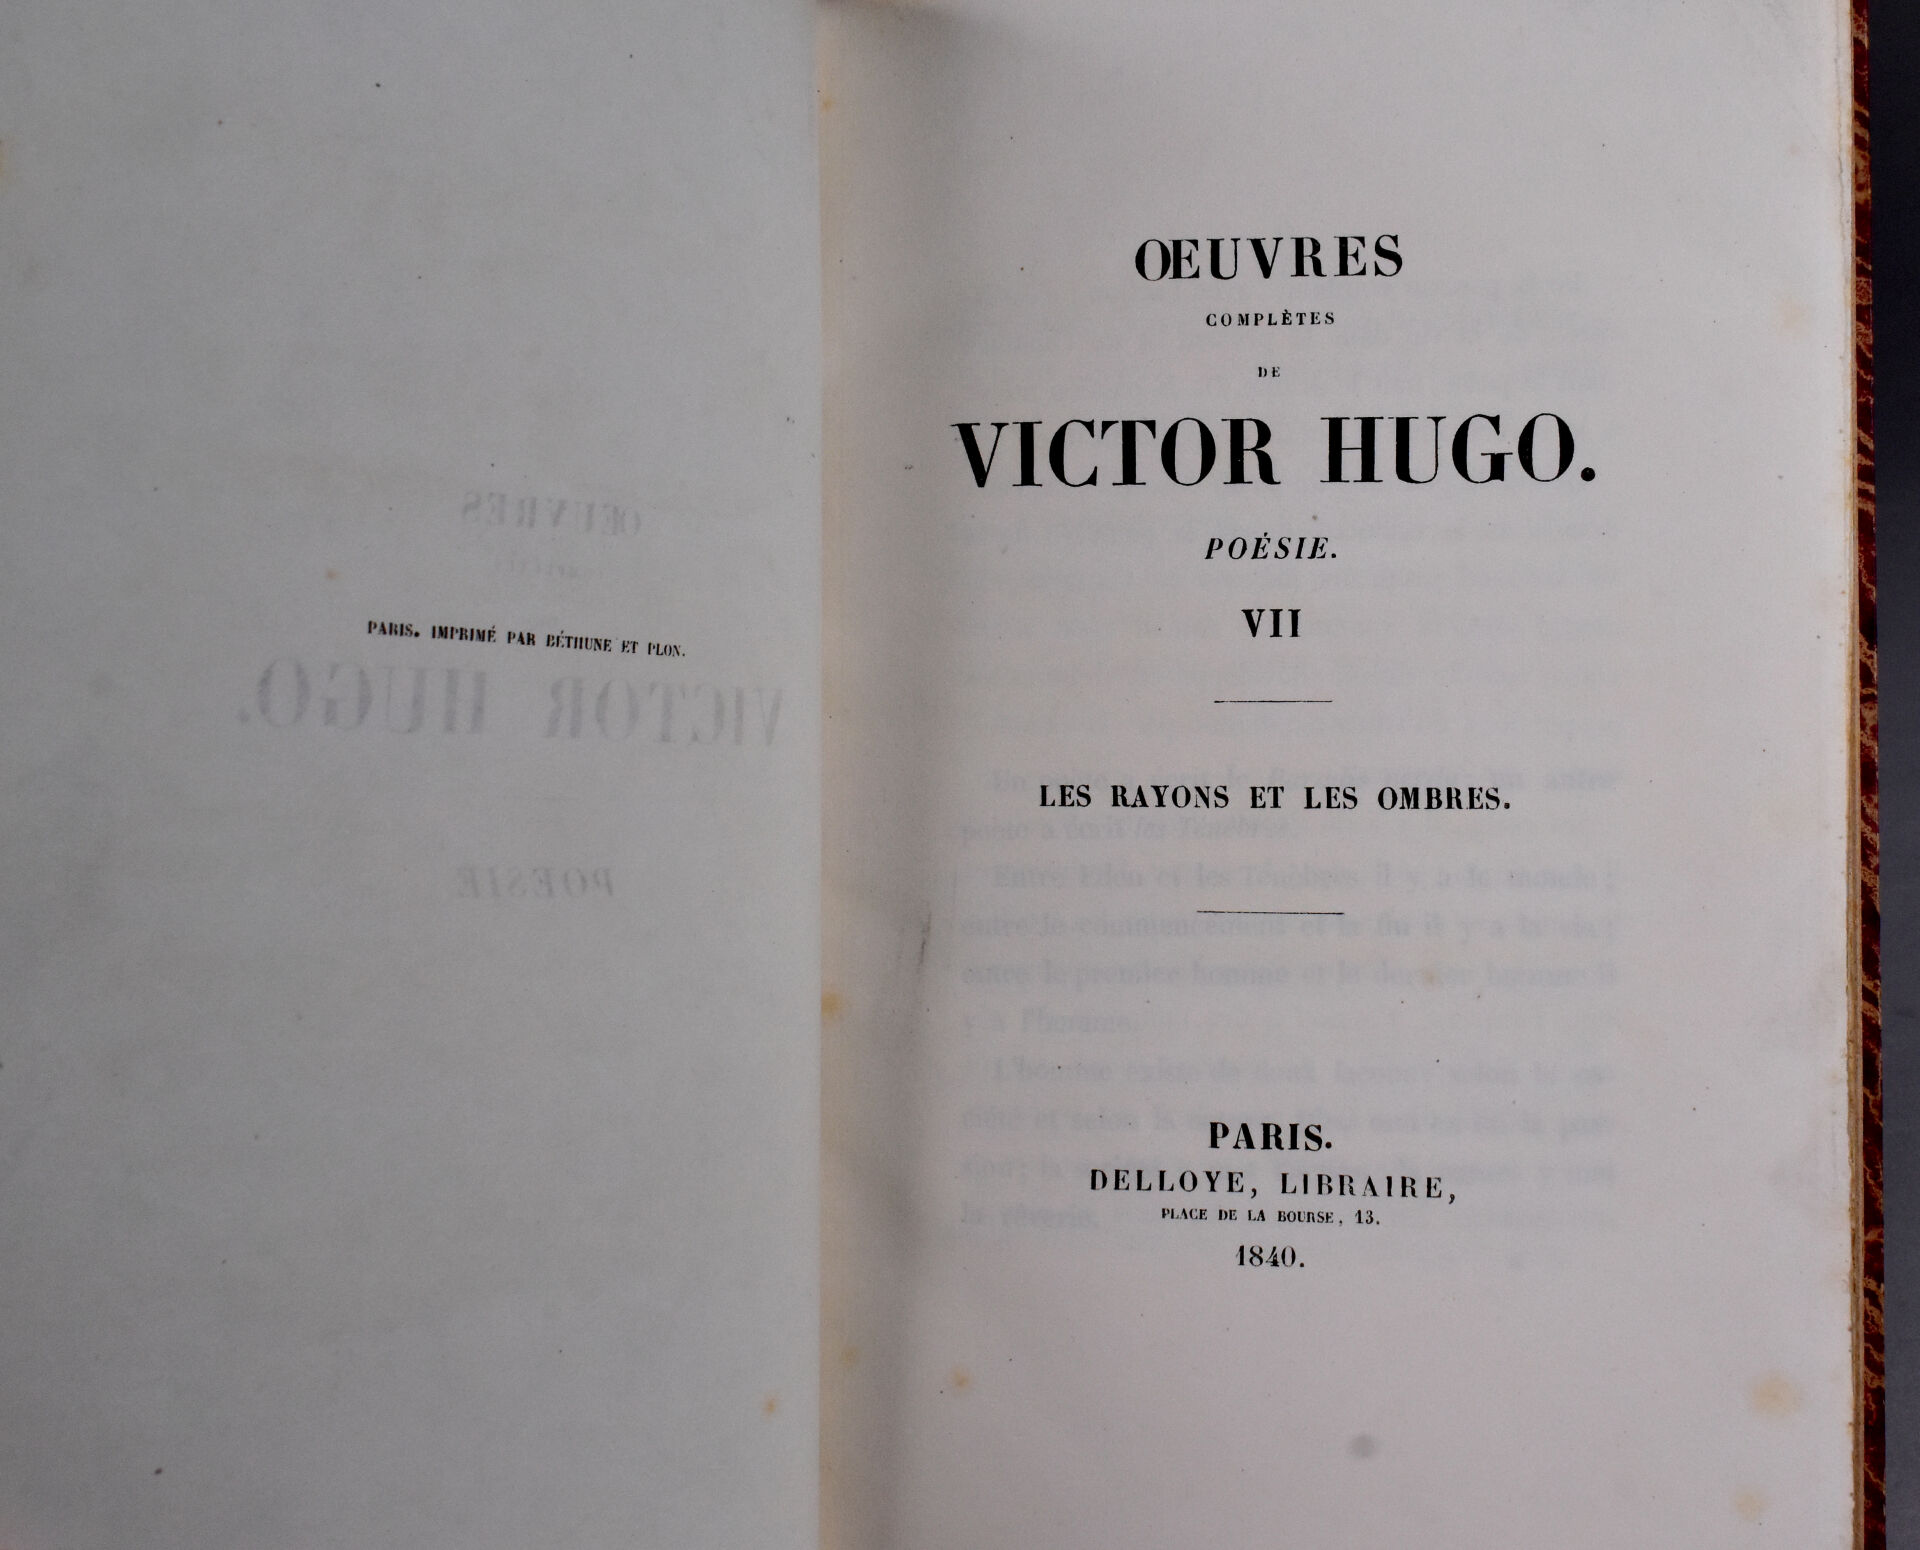 PARIS. IMPRIMÉ PAR BÉTHUNE ET PLON.
OEUVRES
COMPLÈTES
DE
VICTOR HUGO.
POÉSIE.
VII
LES RAYONS ET LES OMBRES.
PARIS.
DELLOYE, LIBRAIRE,
PLACE DE LA BOURSE, 13.
1840.